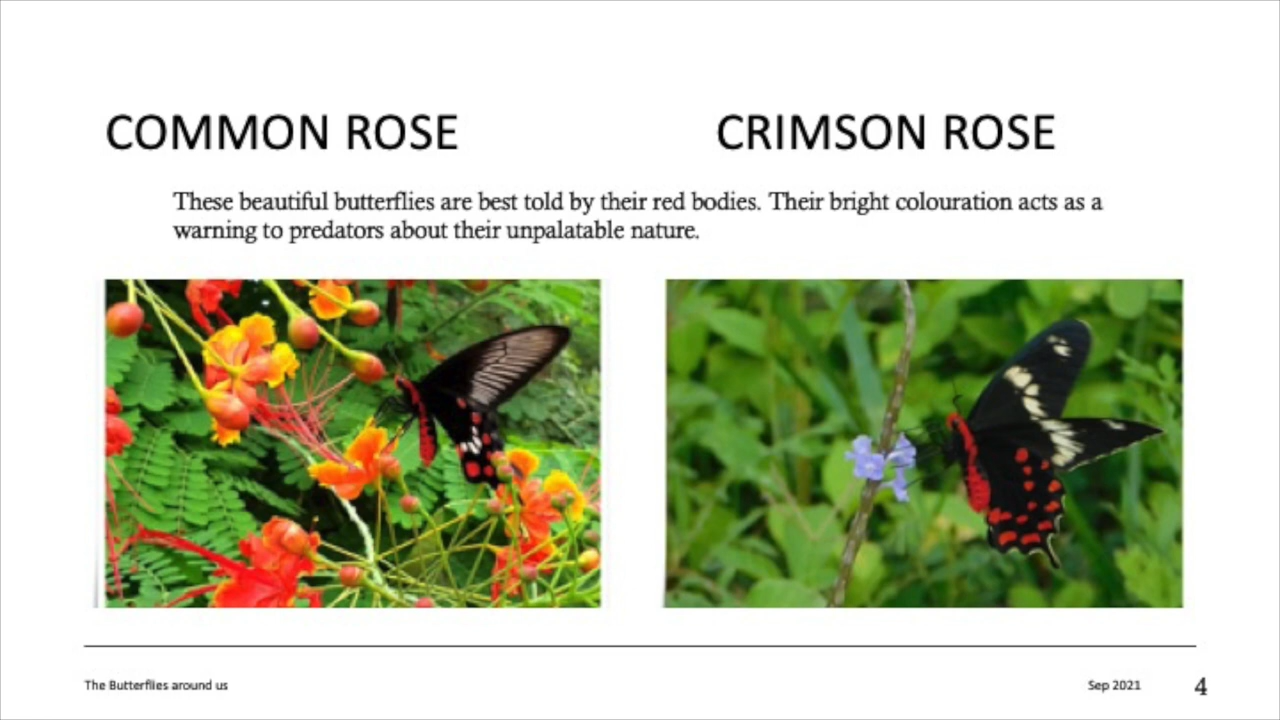 COMMON ROSE
CRIMSON ROSE
These beautiful butterflies are best told by their red bodies. Their bright colouration acts as a
warning to predators about their unpalatable nature.
The Butterflies around us
Sep 2021
4